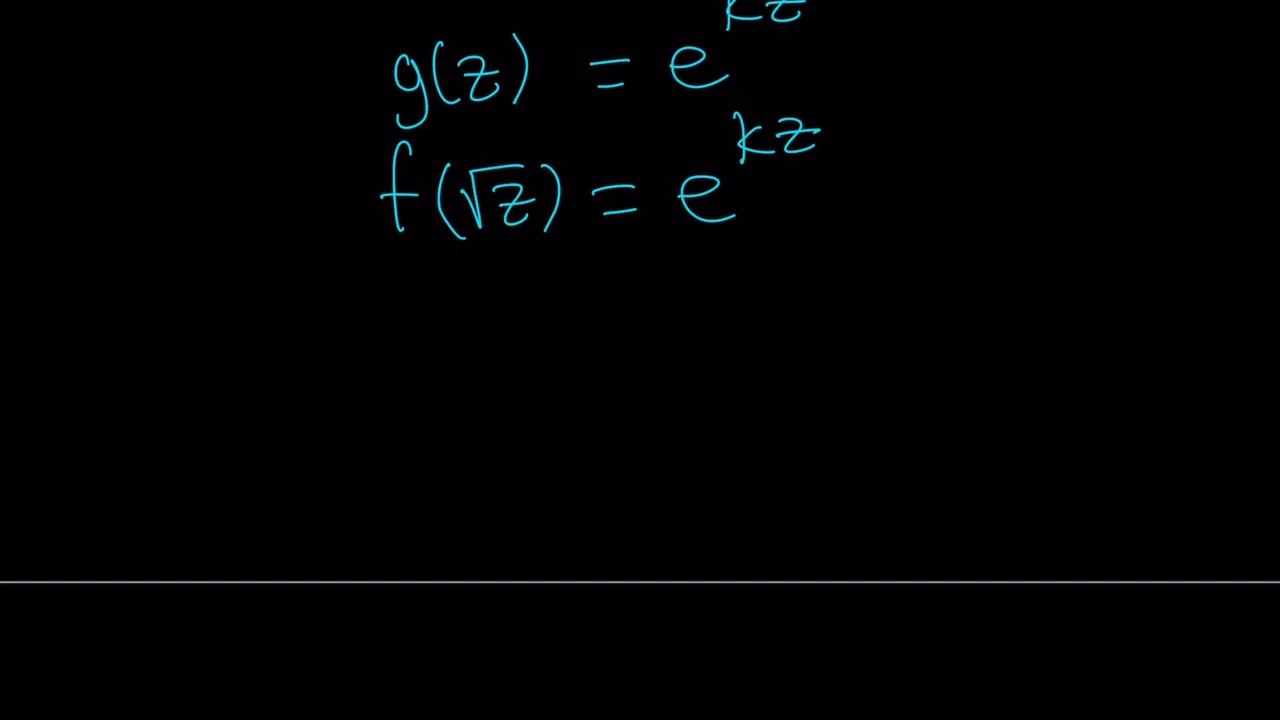 g(z) = e^{kz}
f(√z) = e^{kz}